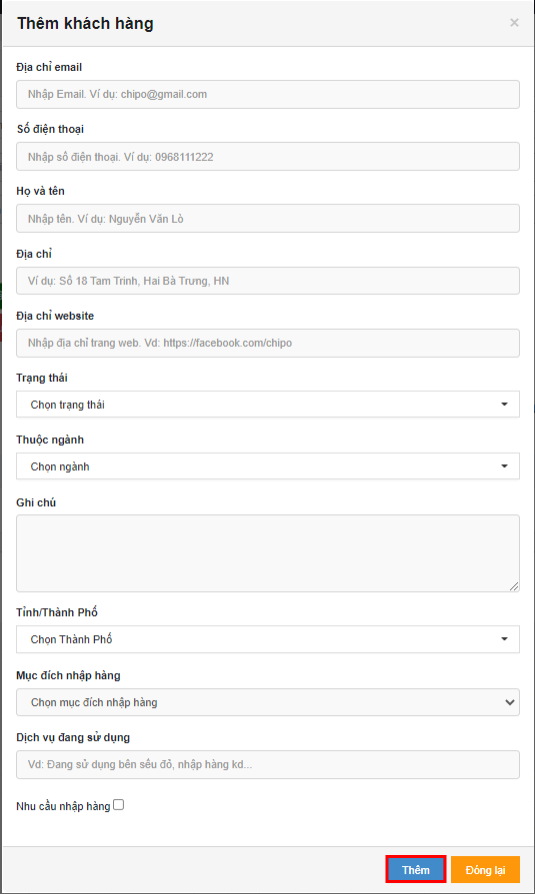 Thêm khách hàng
×
Địa chỉ email
Nhập Email. Ví dụ: chipo@gmail.com
Số điện thoại
Nhập số điện thoại. Ví dụ: 0968111222
Họ và tên
Nhập tên. Ví dụ: Nguyễn Văn Lò
Địa chỉ
Ví dụ: Số 18 Tam Trinh, Hai Bà Trưng, HN
Địa chỉ website
Nhập địa chỉ trang web. Vd: https://facebook.com/chipo
Trạng thái
Chọn trạng thái
Thuộc ngành
Chọn ngành
Ghi chú
Tỉnh/Thành Phố
Chọn Thành Phố
Mục đích nhập hàng
Chọn mục đích nhập hàng
Dịch vụ đang sử dụng
Vd: Đang sử dụng bên sếu đỏ, nhập hàng kd...
Nhu cầu nhập hàng
Thêm
Đóng lại